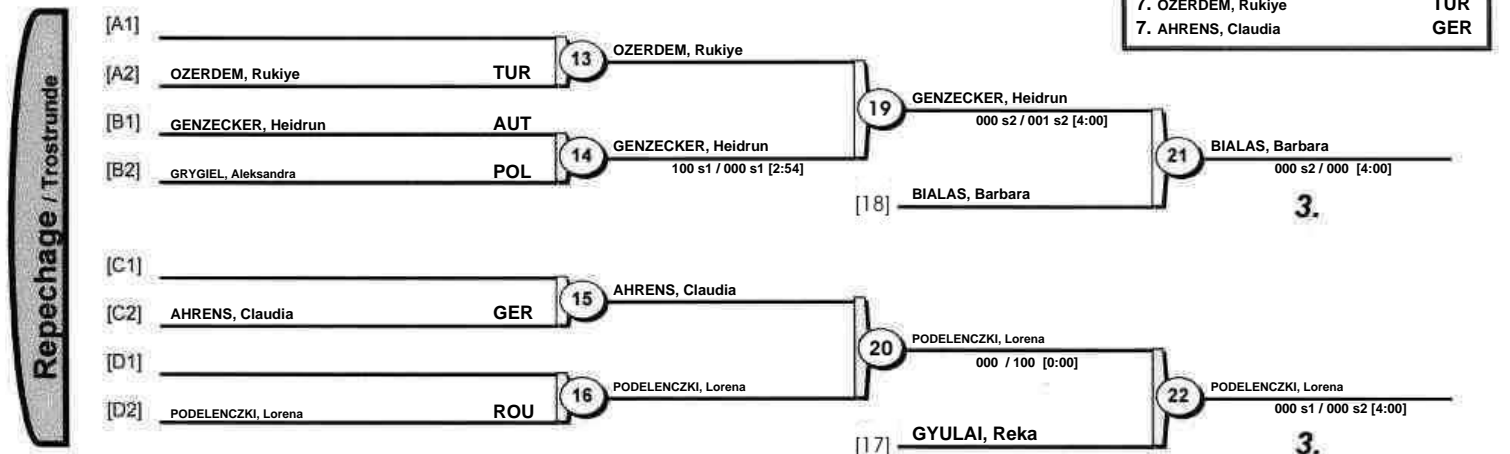 7. OZERDEM, Rukiye TUR
7. AHRENS, Claudia GER
Repechage / Trostrunde
[A1]
[A2] OZERDEM, Rukiye TUR
13 OZERDEM, Rukiye
[B1] GENZECKER, Heidrun AUT
[B2] GRYGIEL, Aleksandra POL
14 GENZECKER, Heidrun
100 s1 / 000 s1 [2:54]
19 GENZECKER, Heidrun
000 s2 / 001 s2 [4:00]
[18] BIALAS, Barbara
21 BIALAS, Barbara
000 s2 / 000 [4:00]
3.
[C1]
[C2] AHRENS, Claudia GER
15 AHRENS, Claudia
[D1]
[D2] PODELENCZKI, Lorena ROU
16 PODELENCZKI, Lorena
20 PODELENCZKI, Lorena
000 / 100 [0:00]
[17] GYULAI, Reka
22 PODELENCZKI, Lorena
000 s1 / 000 s2 [4:00]
3.